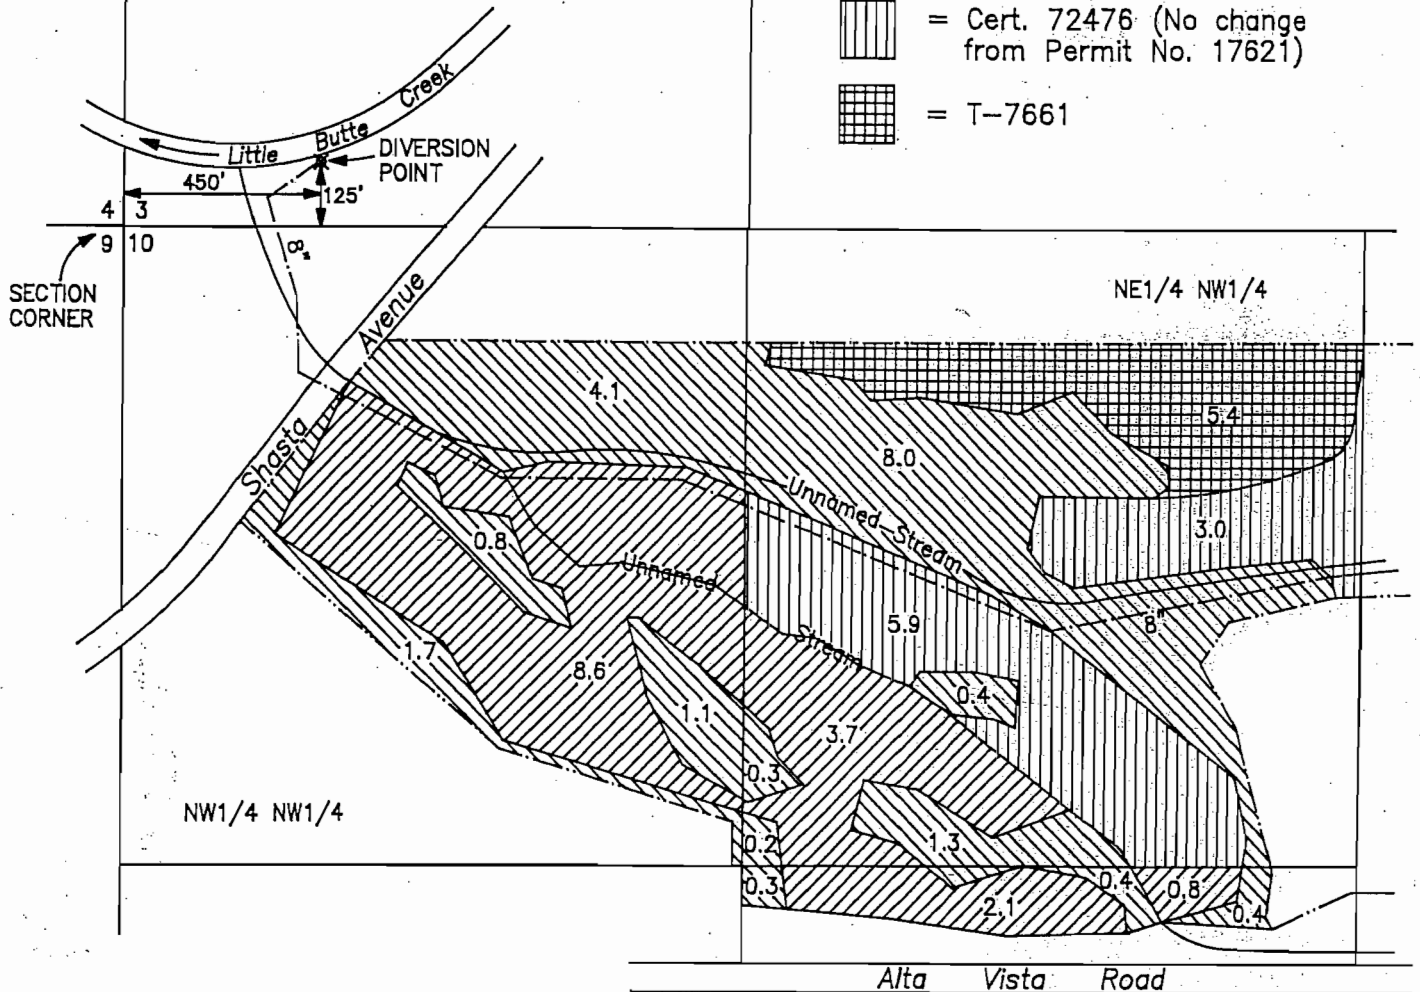 = Cert. 72476 (No change
from Permit No. 17621)
= T-7661
Creek
Butte
Little
DIVERSION
POINT
450'
125'
4 3
9 10
8"
SECTION
CORNER
NE1/4 NW1/4
Avenue
Shasta
4.1
5.4
8.0
Unnamed Stream
3.0
0.8
Unnamed
Stream
5.9
8"
1.7
8.6
0.4
1.1
3.7
0.3
NW1/4 NW1/4
1.3
0.2
0.3
0.4
0.8
2.1
0.4
Alta Vista Road